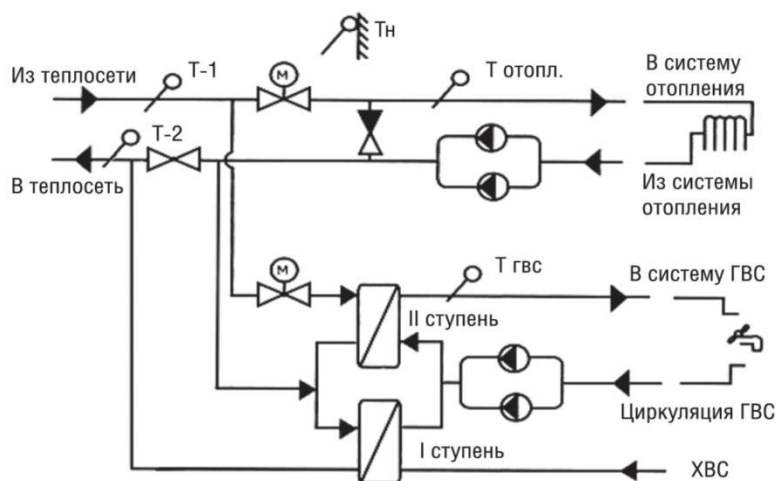 Тн
Из теплосети
Т-1
М
Т отопл.
В систему
отопления
Т-2
В теплосеть
Из системы
отопления
М
Т гвс
В систему ГВС
II ступень
Циркуляция ГВС
I ступень
ХВС